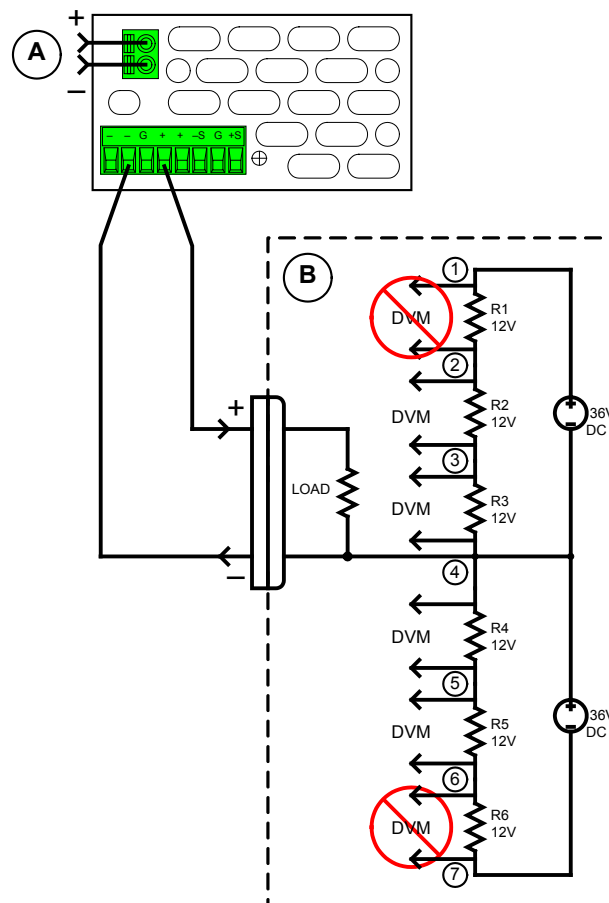 +
A
–
– – G + + –S G +S
B
1
R1
12V
DVM
2
R2
12V
DVM
36V
DC
+
3
LOAD
R3
12V
DVM
–
4
R4
12V
DVM
5
R5
12V
DVM
36V
DC
6
R6
12V
DVM
7